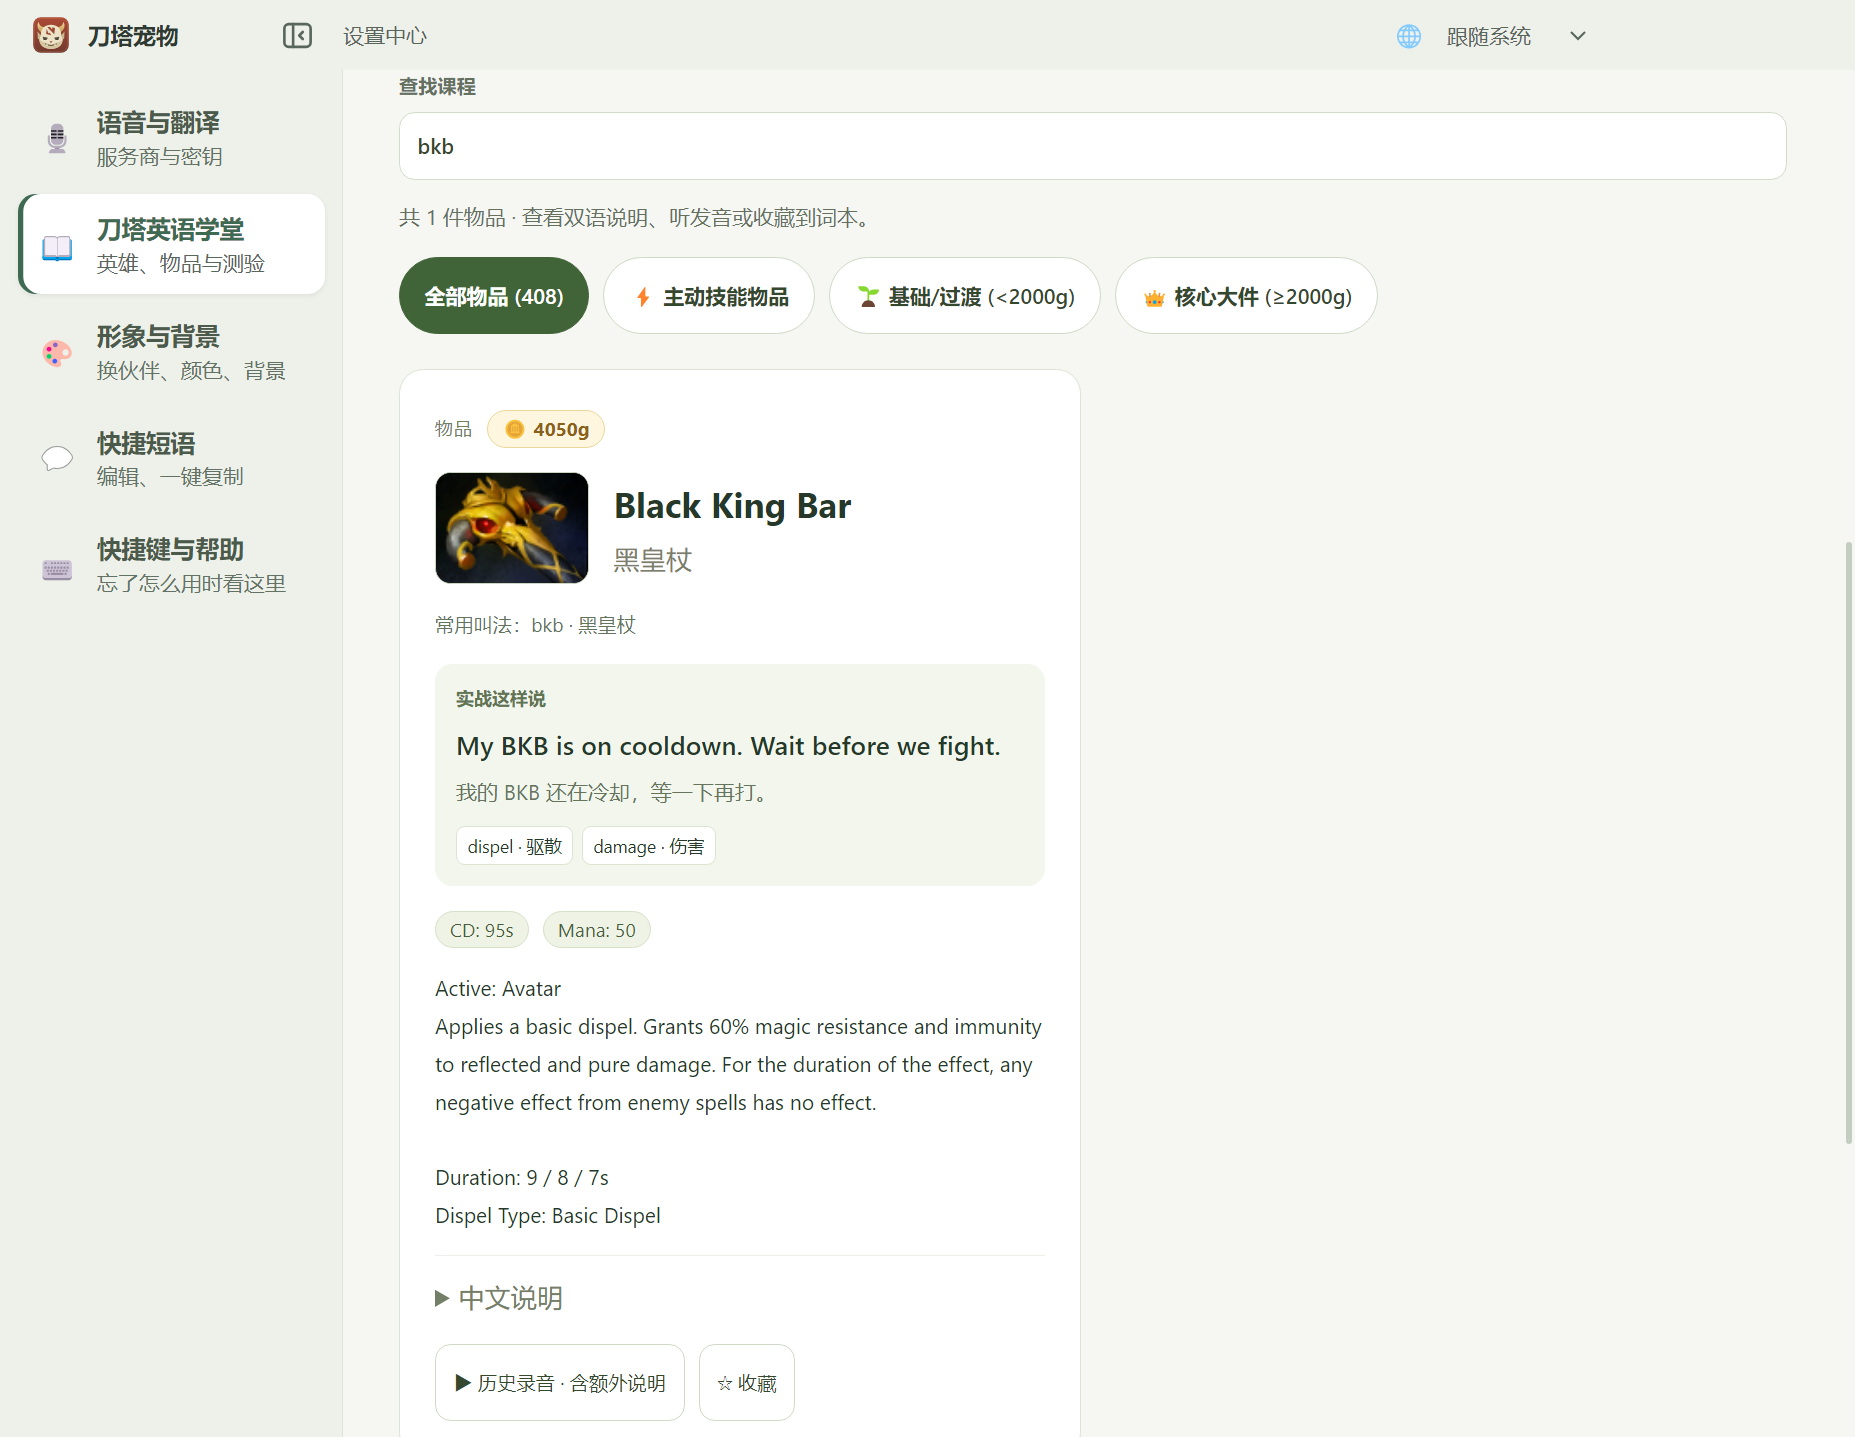 刀塔宠物
设置中心
跟随系统
语音与翻译
服务商与密钥
刀塔英语学堂
英雄、物品与测验
形象与背景
换伙伴、颜色、背景
快捷短语
编辑、一键复制
快捷键与帮助
忘了怎么用时看这里
查找课程
bkb
共 1 件物品 · 查看双语说明、听发音或收藏到词本。
全部物品 (408)
主动技能物品
基础/过渡 (<2000g)
核心大件 (≥2000g)
物品
4050g
Black King Bar
黑皇杖
常用叫法：bkb · 黑皇杖
实战这样说
My BKB is on cooldown. Wait before we fight.
我的 BKB 还在冷却，等一下再打。
dispel · 驱散
damage · 伤害
CD: 95s
Mana: 50
Active: Avatar
Applies a basic dispel. Grants 60% magic resistance and immunity
to reflected and pure damage. For the duration of the effect, any
negative effect from enemy spells has no effect.
Duration: 9 / 8 / 7s
Dispel Type: Basic Dispel
▶ 中文说明
▶ 历史录音 · 含额外说明
☆ 收藏